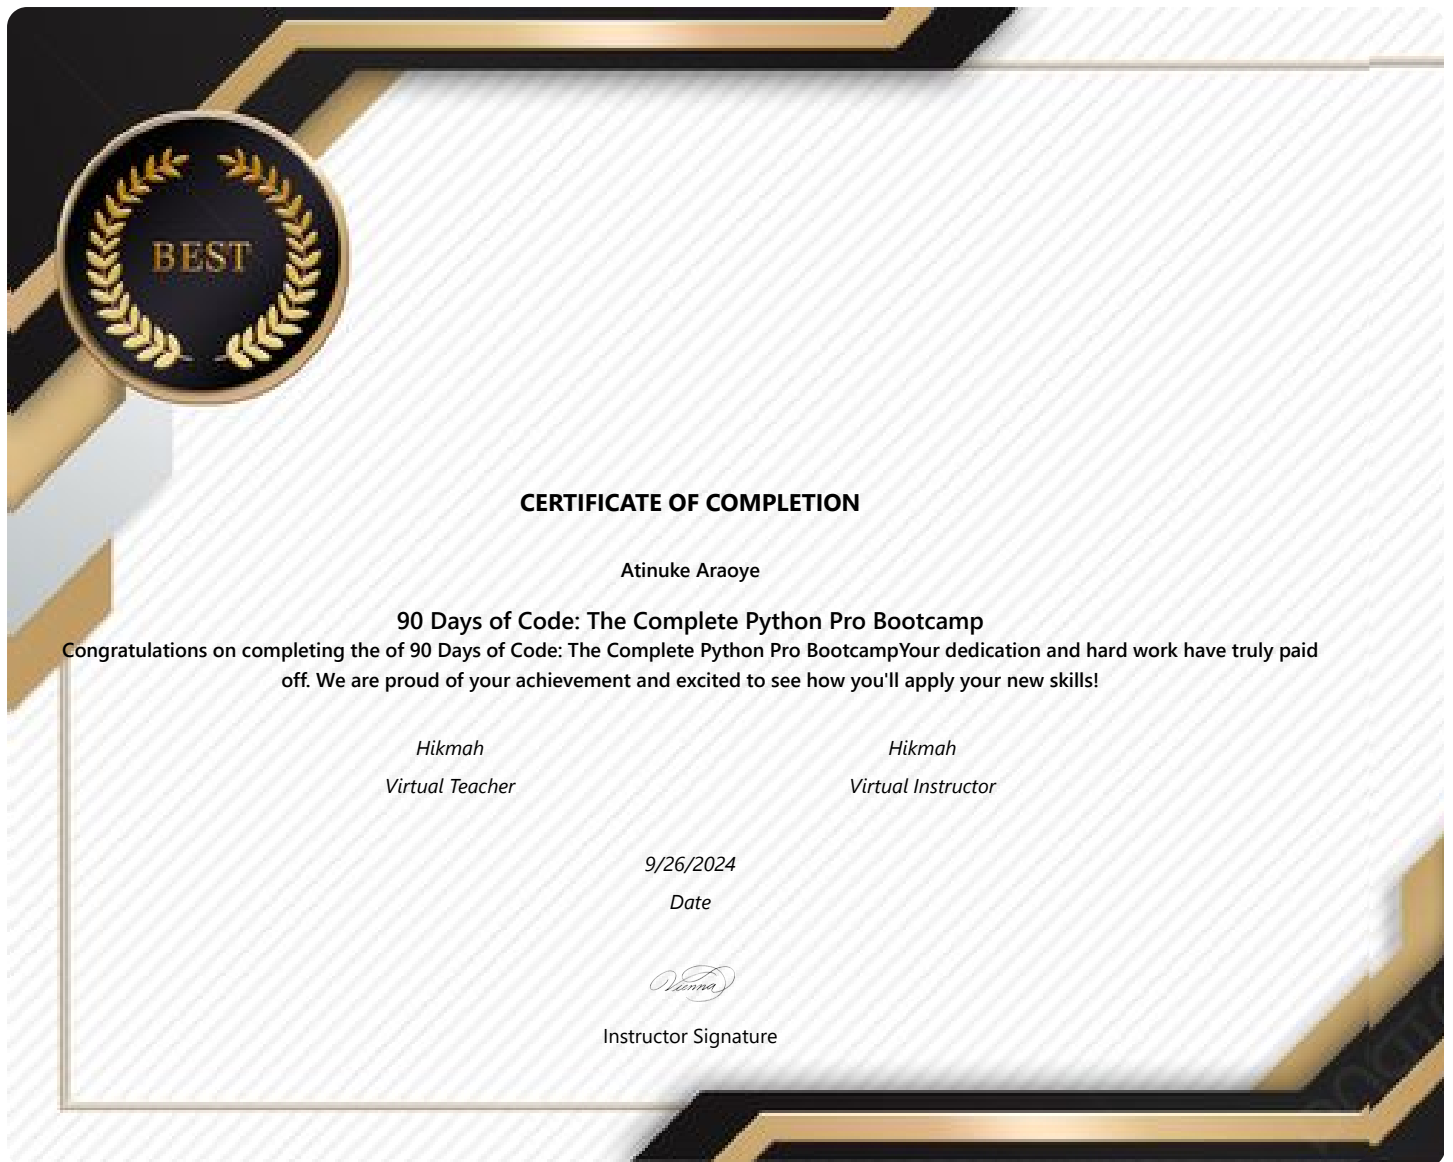 BEST
CERTIFICATE OF COMPLETION
Atinuke Araoye
90 Days of Code: The Complete Python Pro Bootcamp
Congratulations on completing the of 90 Days of Code: The Complete Python Pro BootcampYour dedication and hard work have truly paid
off. We are proud of your achievement and excited to see how you'll apply your new skills!
Hikmah Hikmah
Virtual Teacher Virtual Instructor
9/26/2024
Date
Vienna
Instructor Signature